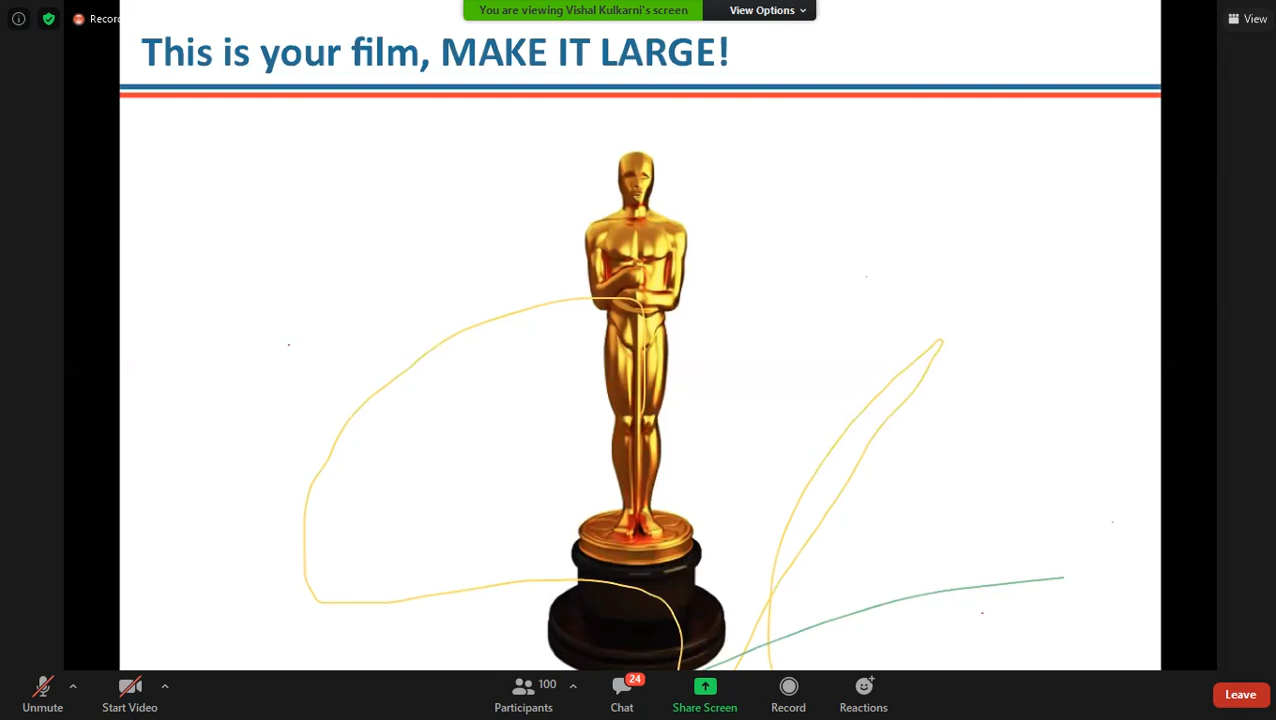 You are viewing Vishal Kulkarni's screen
View Options
Recor
View
This is your film, MAKE IT LARGE!
Unmute
Start Video
100
Participants
24
Chat
Share Screen
Record
Reactions
Leave